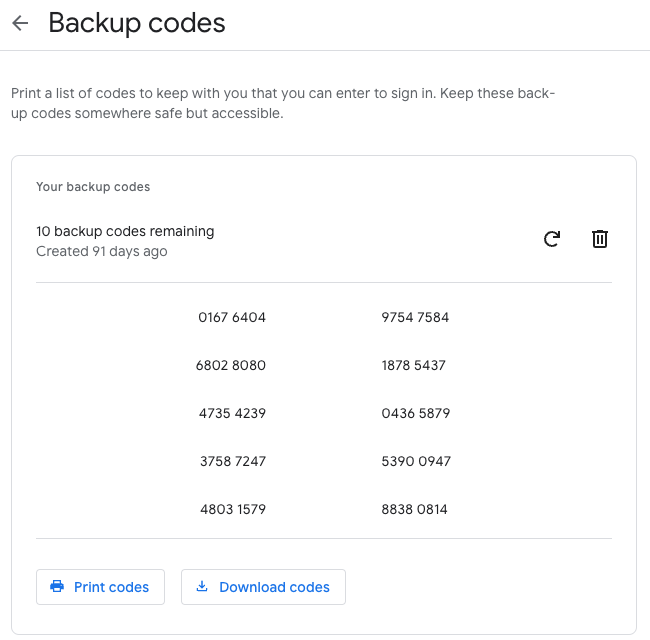 Backup codes
Print a list of codes to keep with you that you can enter to sign in. Keep these back-
up codes somewhere safe but accessible.
Your backup codes
10 backup codes remaining
Created 91 days ago
0167 6404 9754 7584
6802 8080 1878 5437
4735 4239 0436 5879
3758 7247 5390 0947
4803 1579 8838 0814
Print codes Download codes